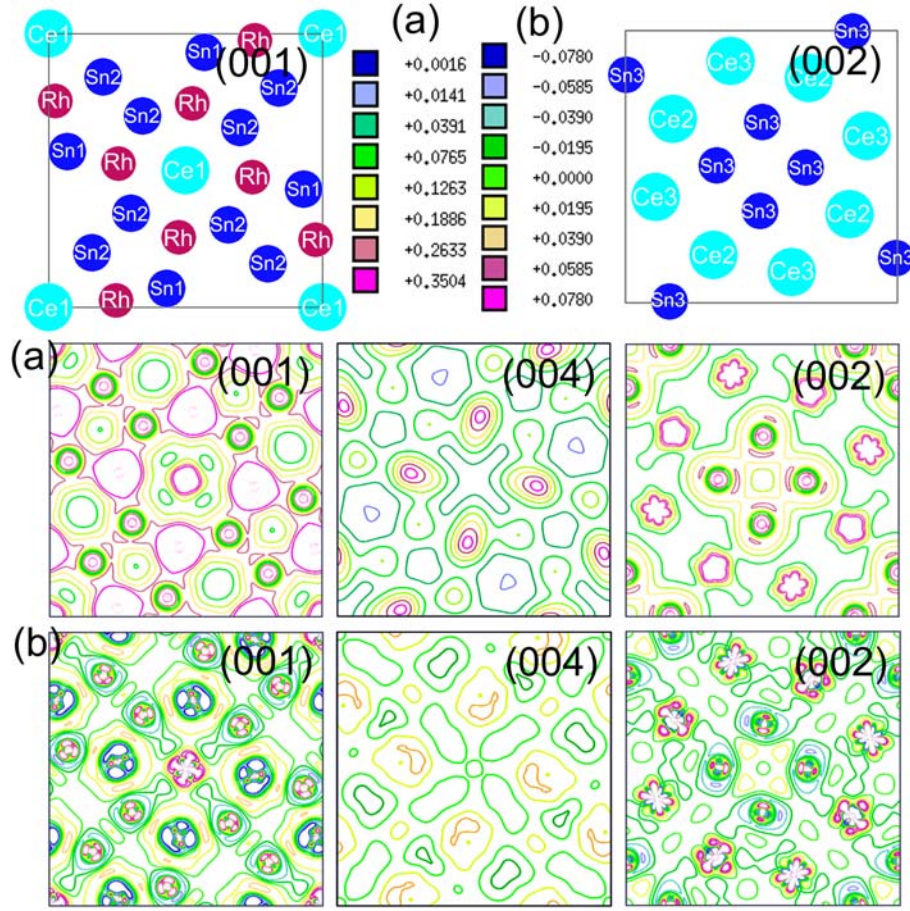 Ce1 Sn1 Rh Ce1
(001)
Sn2 Sn2
Rh Rh
Sn2 Sn2
Sn1
Rh Ce1 Rh
Sn1
Sn2 Sn2
Rh Rh
Sn2 Sn2
Sn1
Ce1 Rh Ce1
(a)
+0.0016
+0.0141
+0.0391
+0.0765
+0.1263
+0.1886
+0.2633
+0.3504
(b)
-0.0780
-0.0585
-0.0390
-0.0195
+0.0000
+0.0195
+0.0390
+0.0585
+0.0780
Sn3
Ce3 (002)
Sn3 Ce2
Ce2 Sn3 Ce3
Sn3 Sn3
Ce3 Sn3 Ce2
Ce2 Ce3 Sn3
Sn3
(a) (001) (004) (002)
(b) (001) (004) (002)